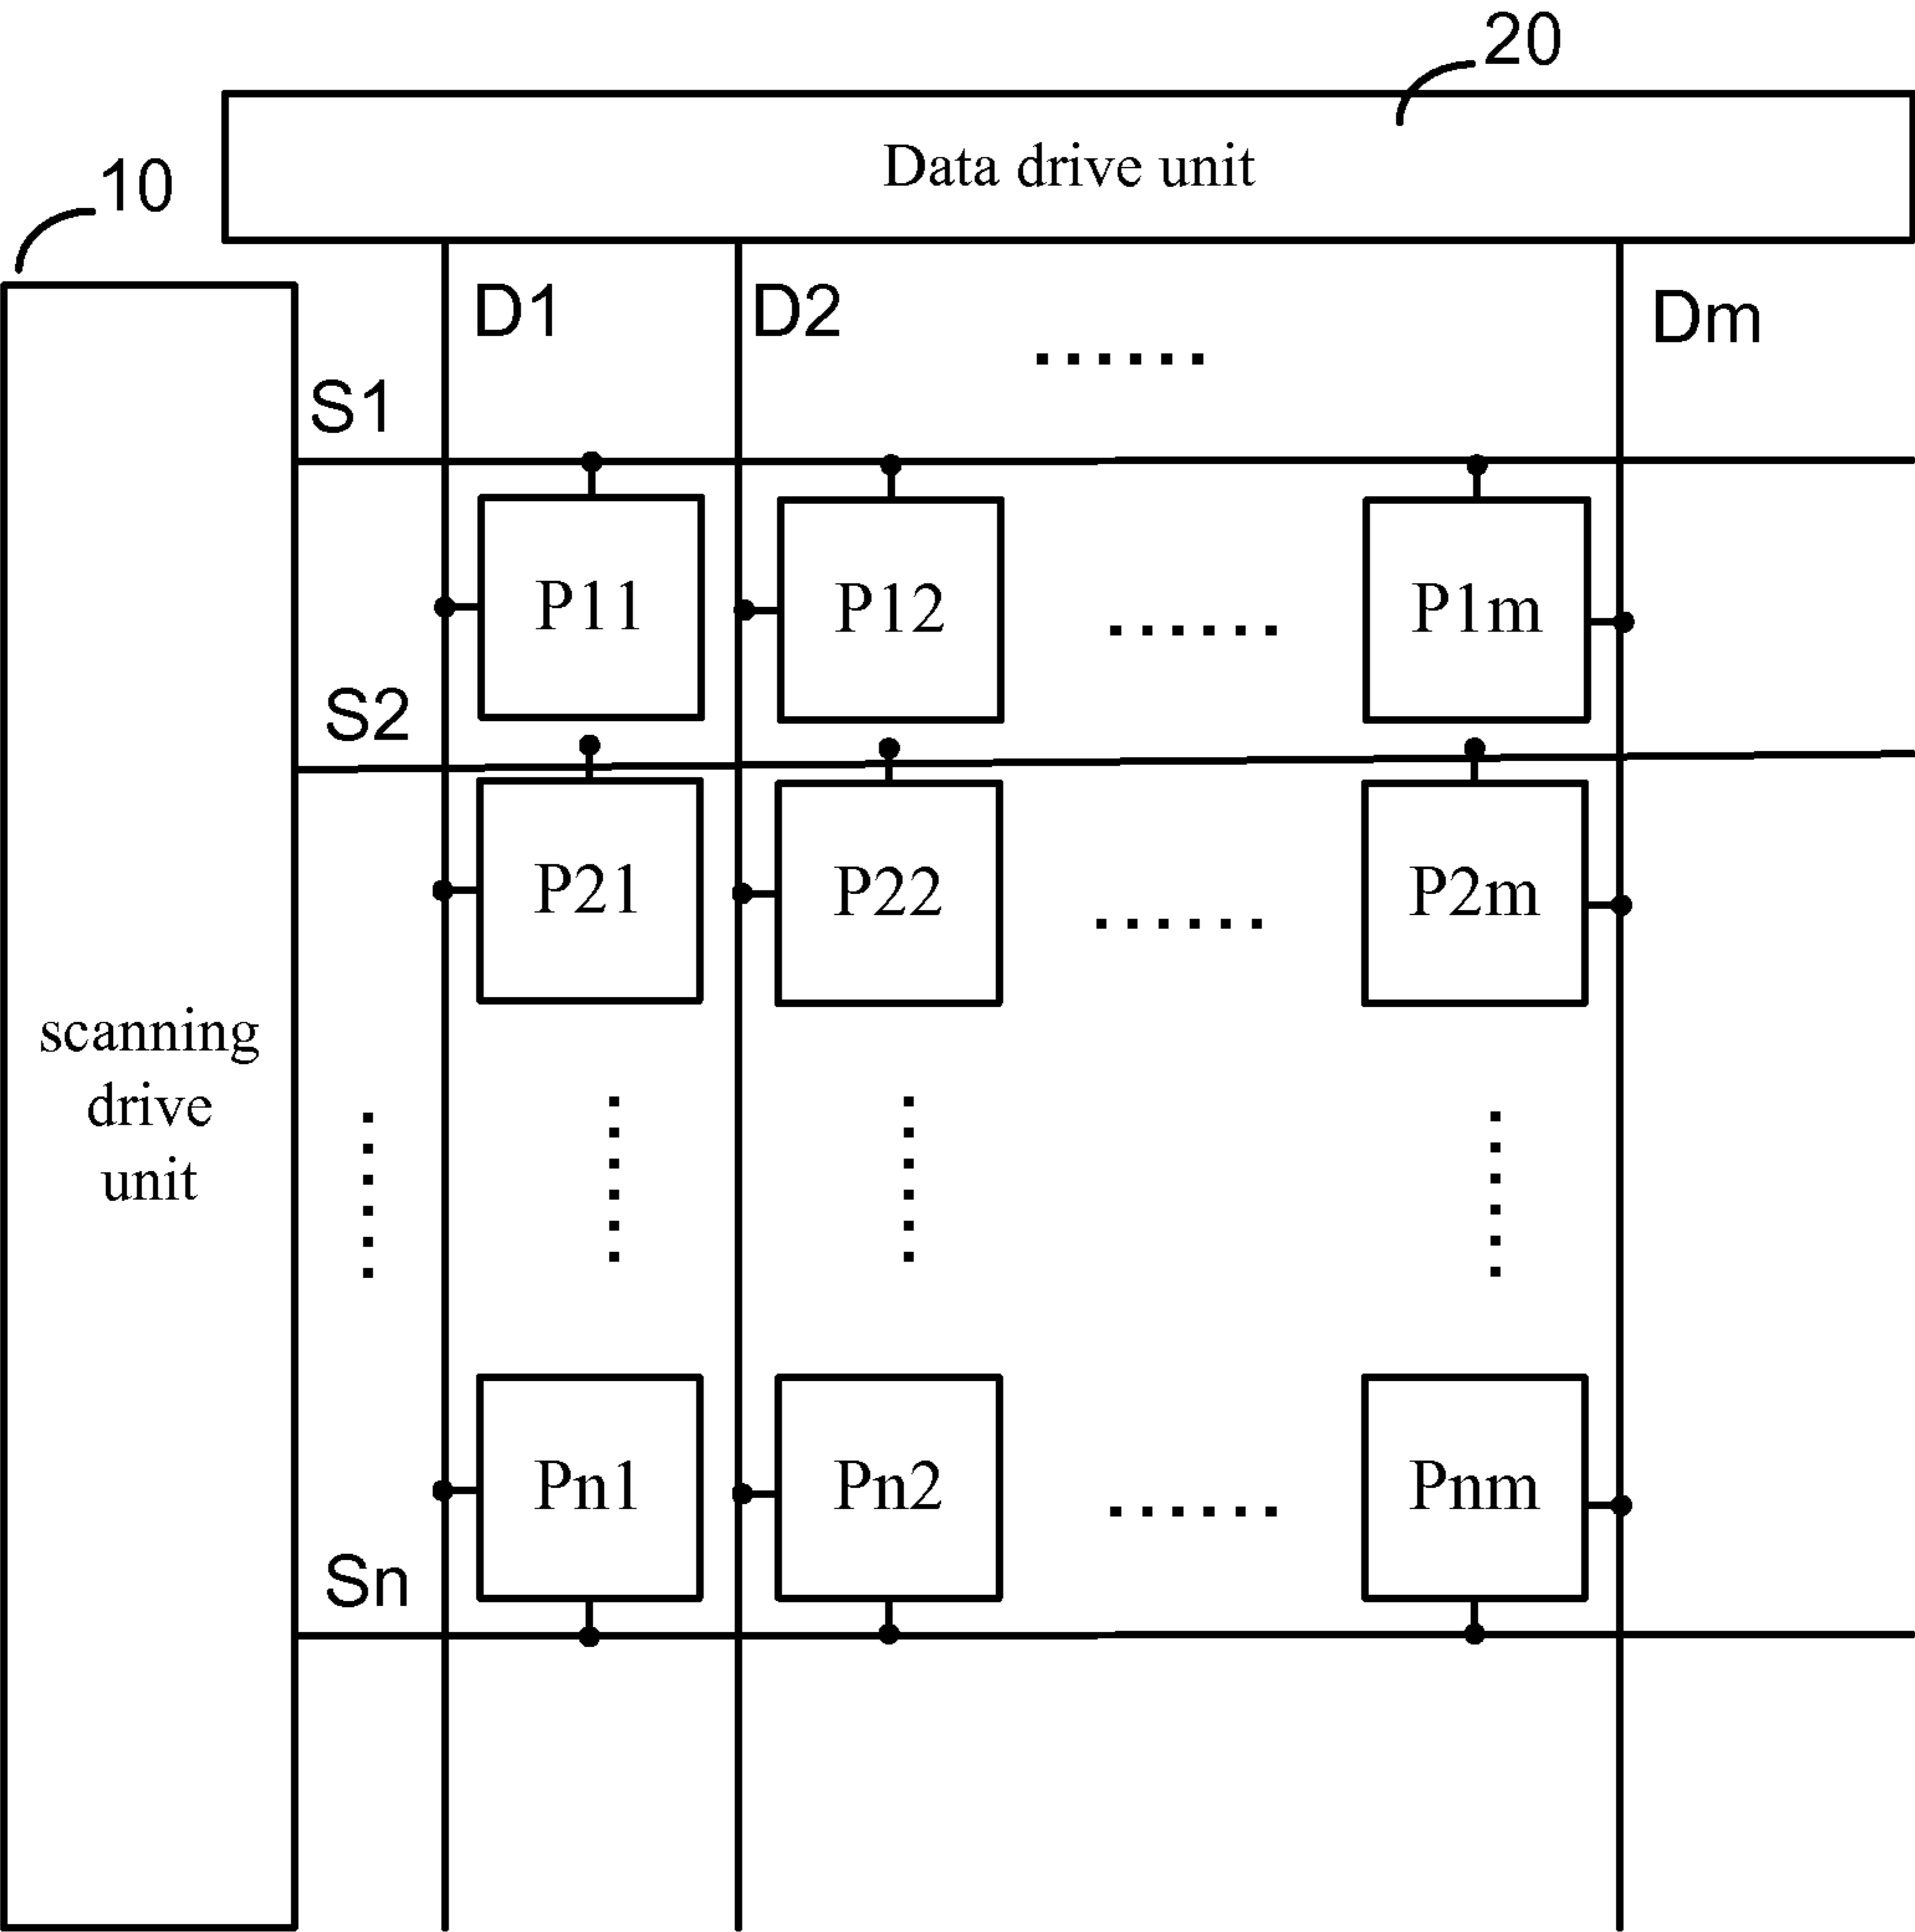 20
Data drive unit
10
D1 D2 ...... Dm
S1
P11 P12 ...... P1m
S2
P21 P22 ...... P2m
scanning
drive
unit
Pn1 Pn2 ...... Pnm
Sn